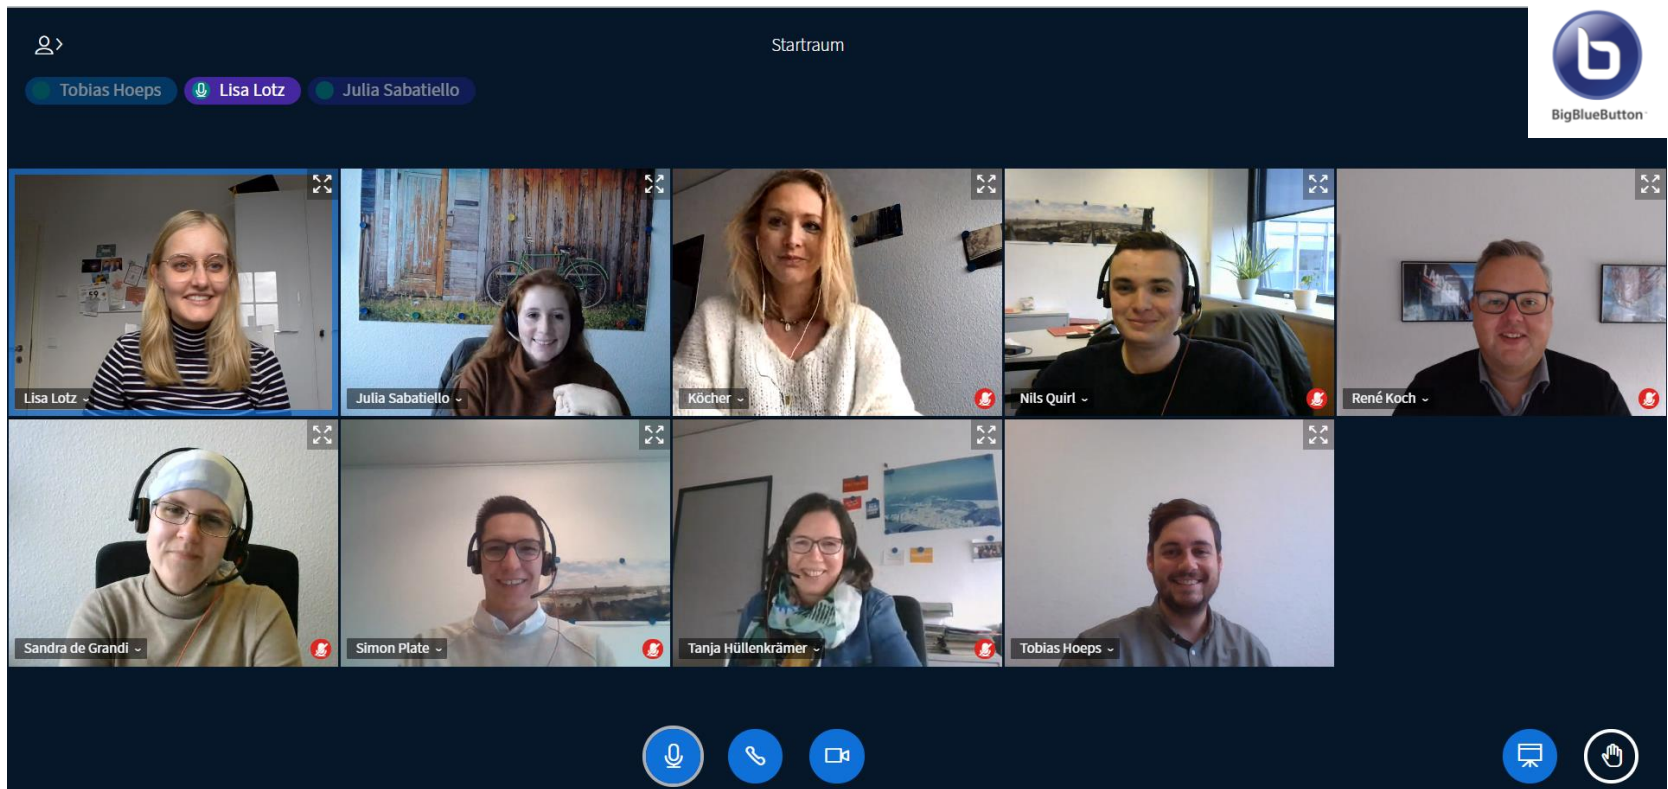 Startraum
BigBlueButton
Tobias Hoeps
Lisa Lotz
Julia Sabatiello
Lisa Lotz
Julia Sabatiello
Köcher
Nils Quirl
René Koch
Sandra de Grandi
Simon Plate
Tanja Hüllenkrämer
Tobias Hoeps